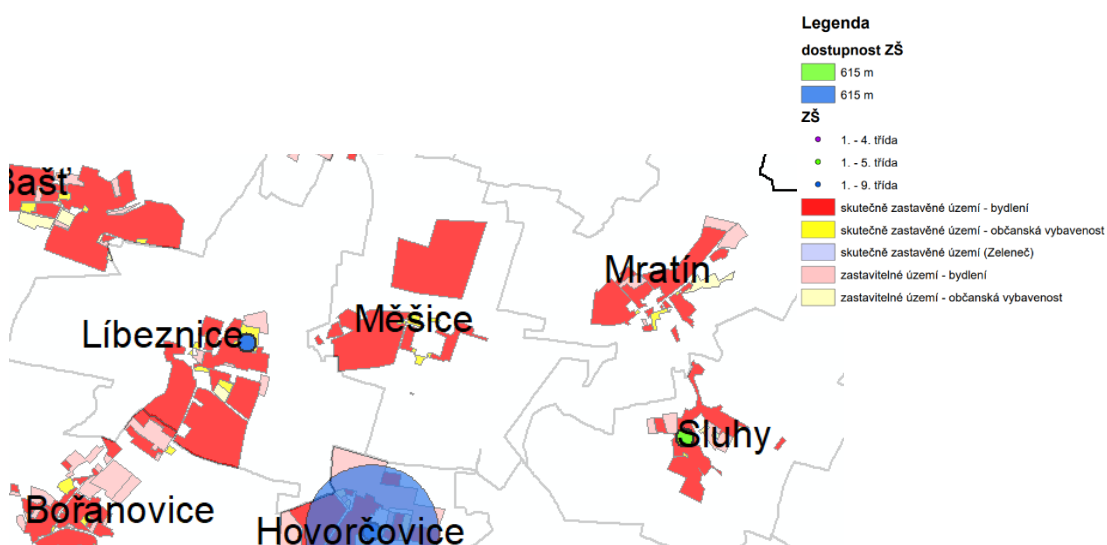 Legenda
dostupnost ZŠ
615 m
615 m
ZŠ
1. - 4. třída
1. - 5. třída
1. - 9. třída
skutečně zastavěné území - bydlení
skutečně zastavěné území - občanská vybavenost
skutečně zastavěné území (Zeleneč)
zastavitelné území - bydlení
zastavitelné území - občanská vybavenost
Bašť
Mratín
Měšice
Líbeznice
Sluhy
Bořanovice
Hovorčovice